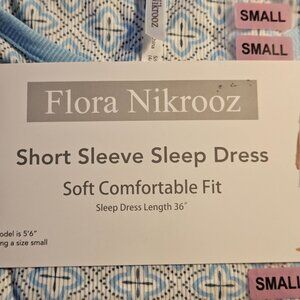 SMALL
SMALL
Flora Nikrooz
Short Sleeve Sleep Dress
Soft Comfortable Fit
Sleep Dress Length 36"
odel is 5'6"
ng a size small
SMALL